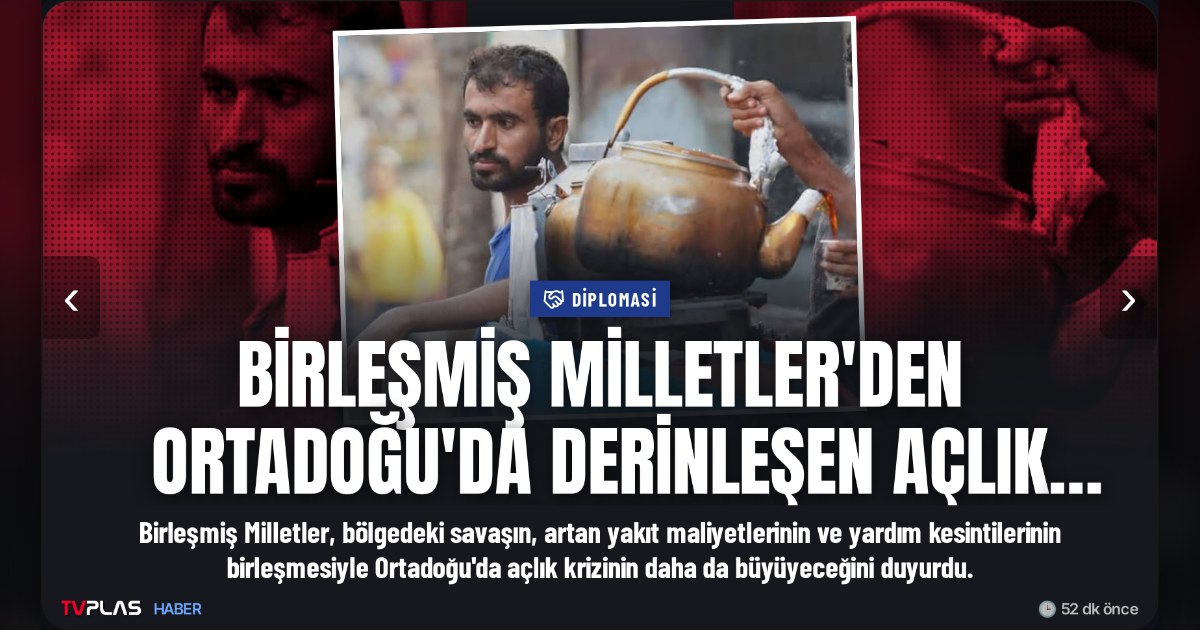 DİPLOMASİ
BİRLEŞMİŞ MİLLETLER'DEN
ORTADOĞU'DA DERİNLEŞEN AÇLIK...
Birleşmiş Milletler, bölgedeki savaşın, artan yakıt maliyetlerinin ve yardım kesintilerinin
birleşmesiyle Ortadoğu'da açlık krizinin daha da büyüyeceğini duyurdu.
TVPLAS HABER
52 dk önce